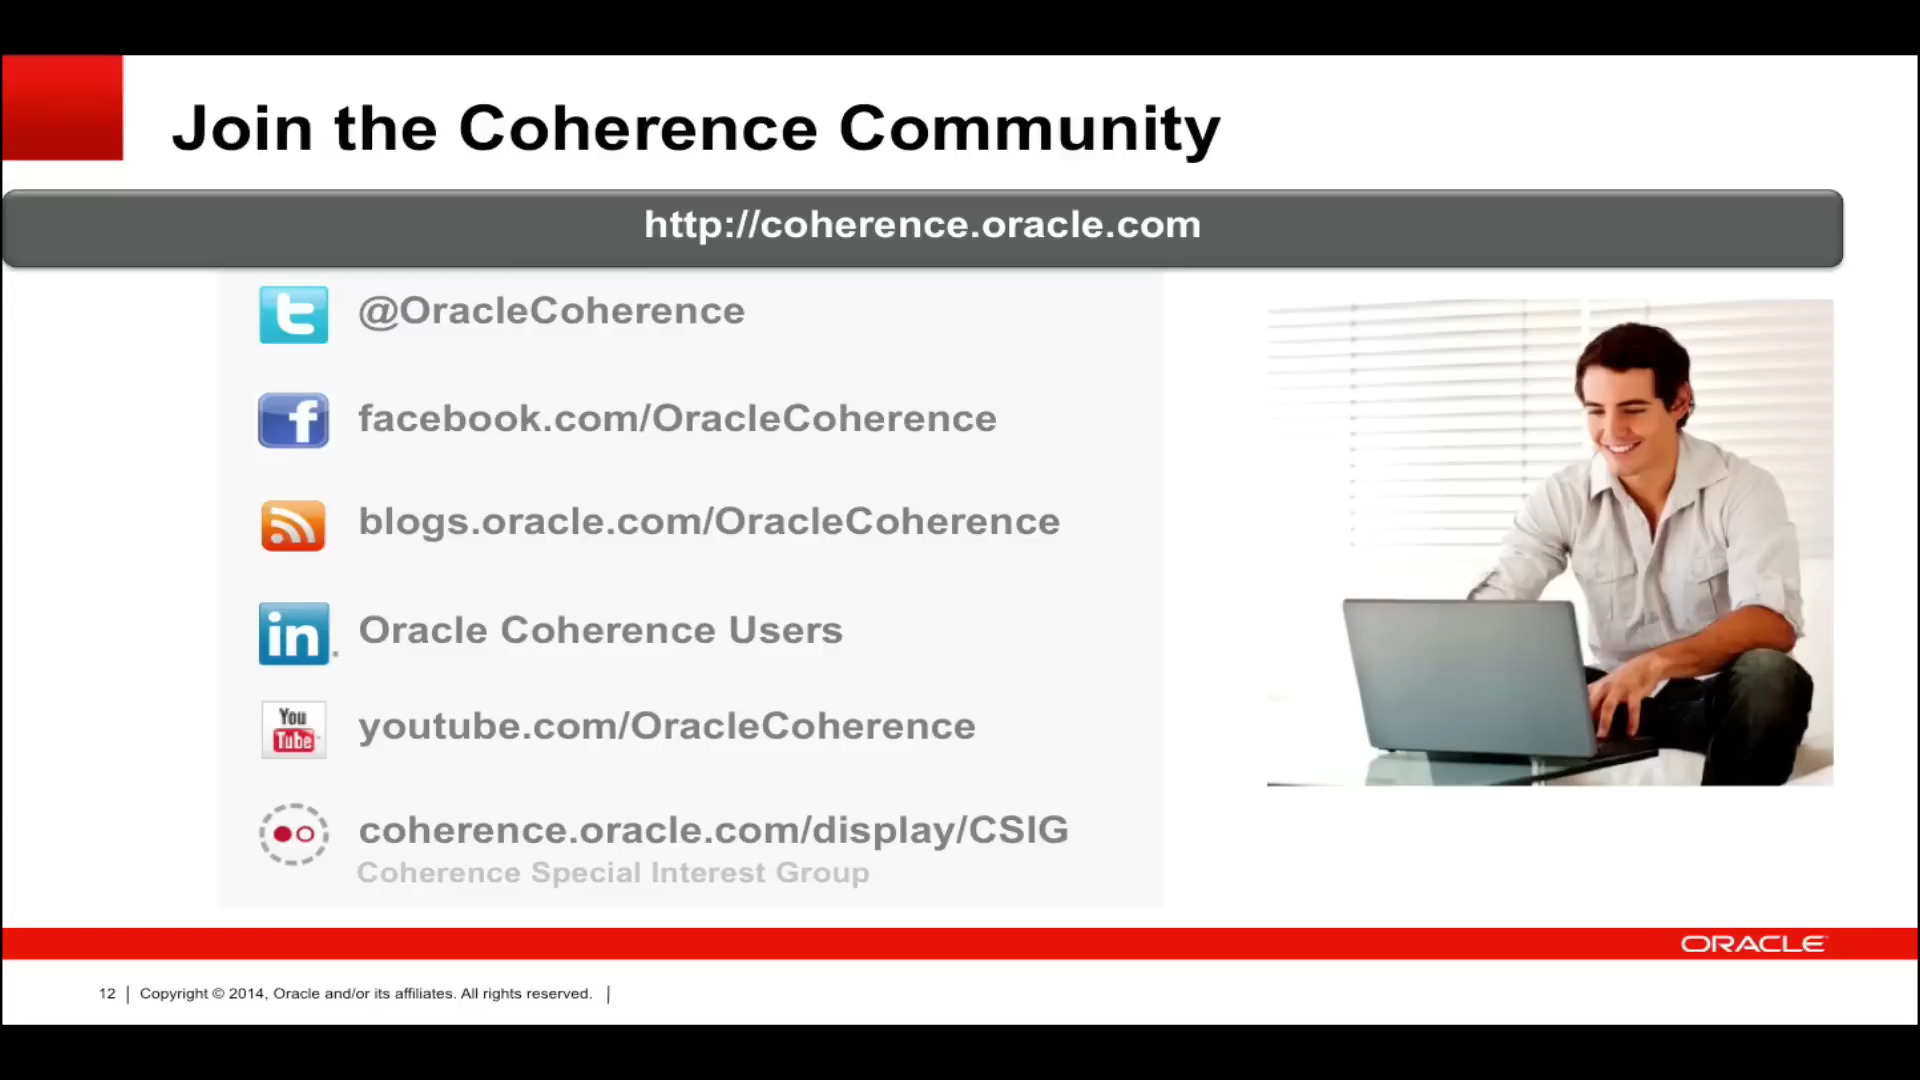 Join the Coherence Community
http://coherence.oracle.com
@OracleCoherence
facebook.com/OracleCoherence
blogs.oracle.com/OracleCoherence
in Oracle Coherence Users
You
Tube
youtube.com/OracleCoherence
coherence.oracle.com/display/CSIG
Coherence Special Interest Group
ORACLE
12 | Copyright © 2014, Oracle and/or its affiliates. All rights reserved. |